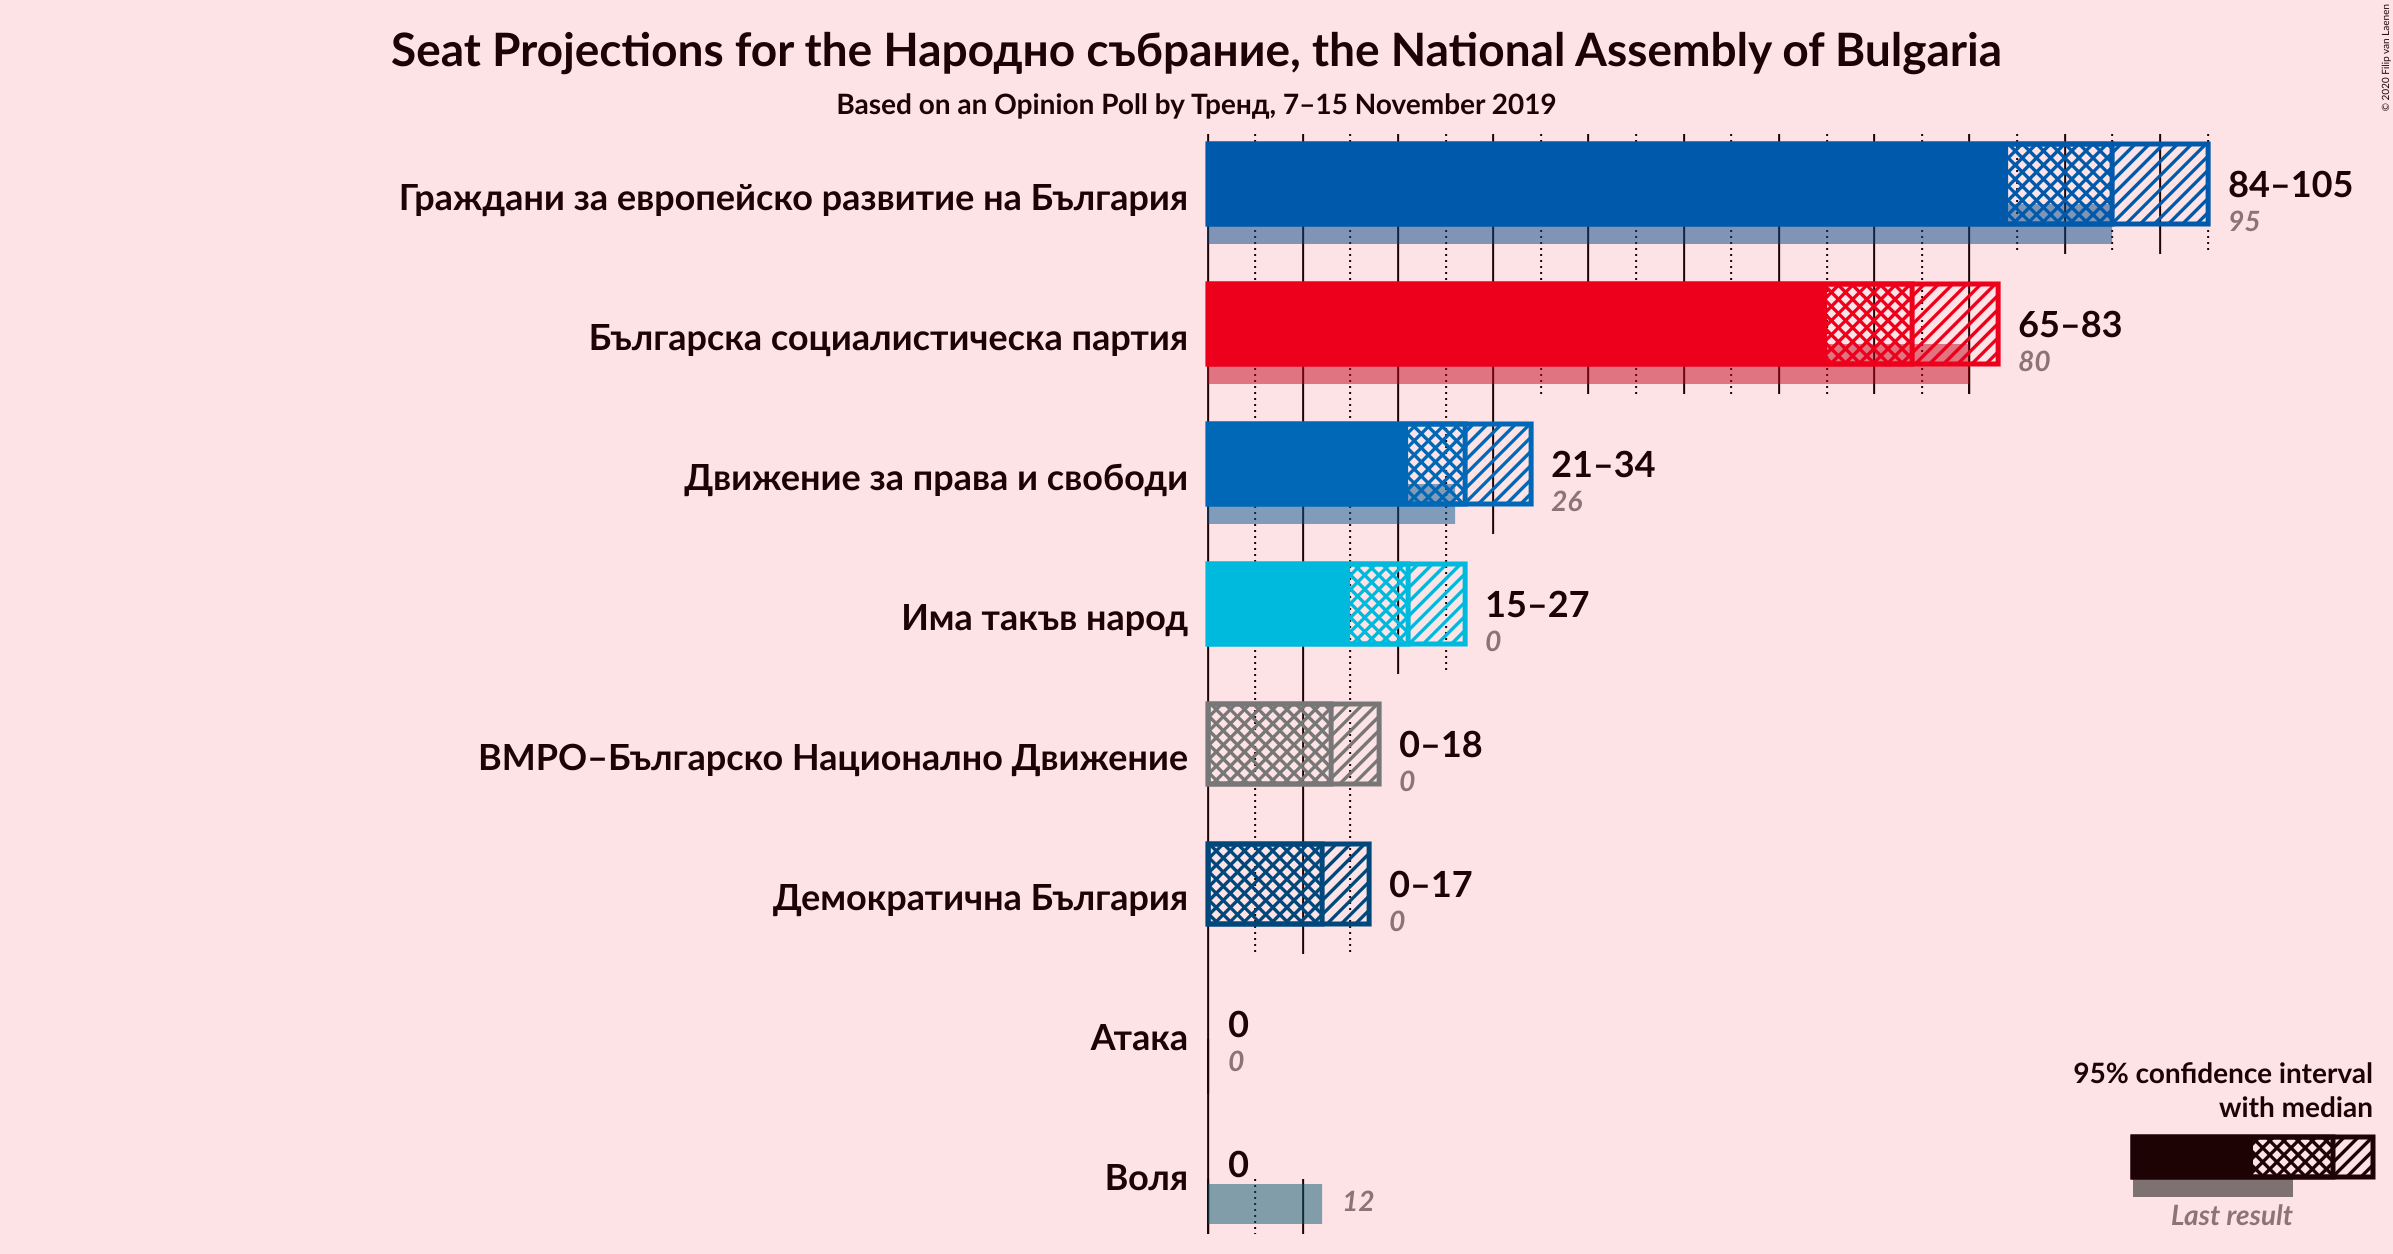 Seat Projections for the Народно събрание, the National Assembly of Bulgaria
Based on an Opinion Poll by Тренд, 7–15 November 2019
© 2020 Filip van Laenen
Граждани за европейско развитие на България
84–105
95
Българска социалистическа партия
65–83
80
Движение за права и свободи
21–34
26
Има такъв народ
15–27
0
ВМРО–Българско Национално Движение
0–18
0
Демократична България
0–17
0
Атака
0
0
Воля
0
12
95% confidence interval
with median
Last result